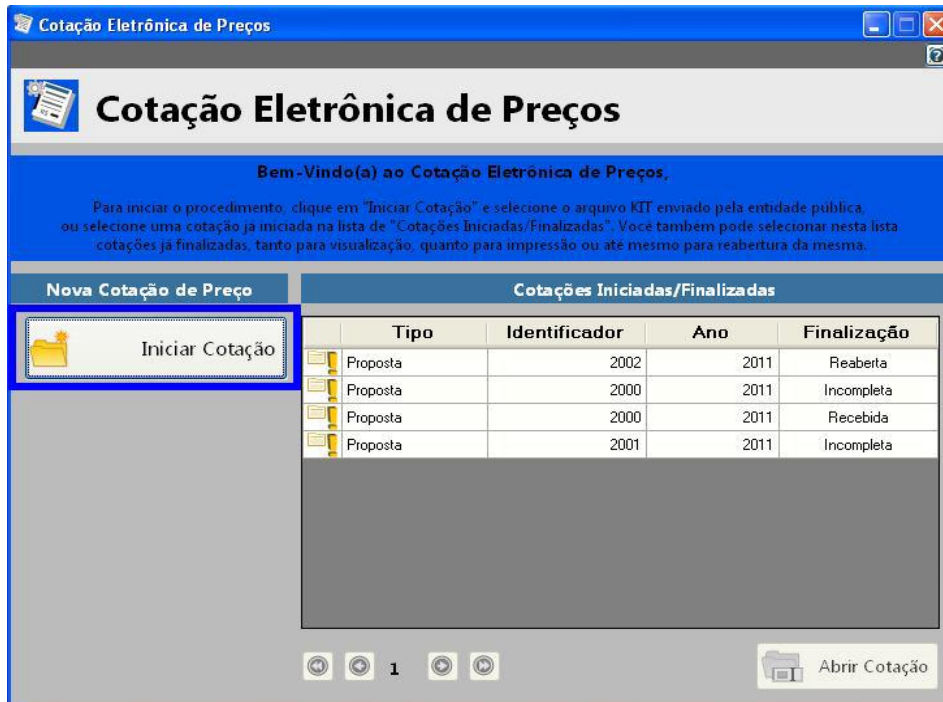 Cotação Eletrônica de Preços
Cotação Eletrônica de Preços
Bem-Vindo(a) ao Cotação Eletrônica de Preços,
Para iniciar o procedimento, clique em "Iniciar Cotação" e selecione o arquivo KIT enviado pela entidade pública,
ou selecione uma cotação já iniciada na lista de "Cotações Iniciadas/Finalizadas". Você também pode selecionar nesta lista
cotações já finalizadas, tanto para visualização, quanto para impressão ou até mesmo para reabertura da mesma.
Nova Cotação de Preço
Cotações Iniciadas/Finalizadas
Iniciar Cotação
Tipo Identificador Ano Finalização
Proposta 2002 2011 Reaberta
Proposta 2000 2011 Incompleta
Proposta 2000 2011 Recebida
Proposta 2001 2011 Incompleta
1
Abrir Cotação